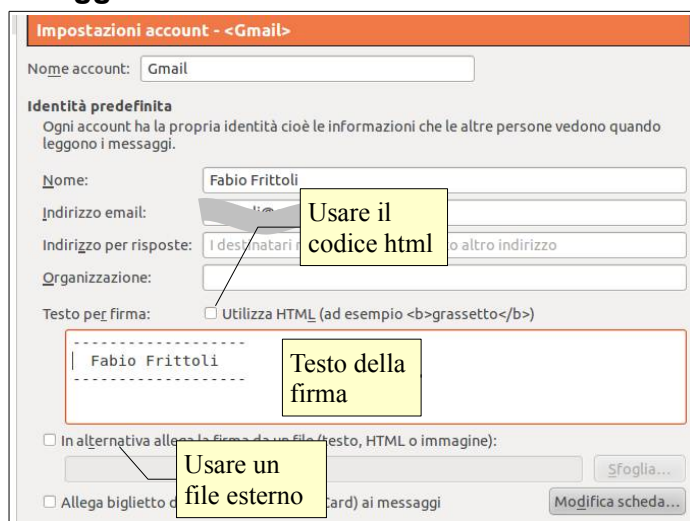 Impostazioni account - <Gmail>
Nome account: Gmail
Identità predefinita
Ogni account ha la propria identità cioè le informazioni che le altre persone vedono quando
leggono i messaggi.
Nome: Fabio Frittoli
Indirizzo email:
Usare il
codice html
Indirizzo per risposte: I destinatari altro indirizzo
Organizzazione:
Testo per firma: Utilizza HTML (ad esempio <b>grassetto</b>)
-------------------
| Fabio Frittoli
-------------------
Testo della
firma
In alternativa allega la firma da un file (testo, HTML o immagine):
Usare un
file esterno
Sfoglia...
Allega biglietto ai messaggi
Modifica scheda...